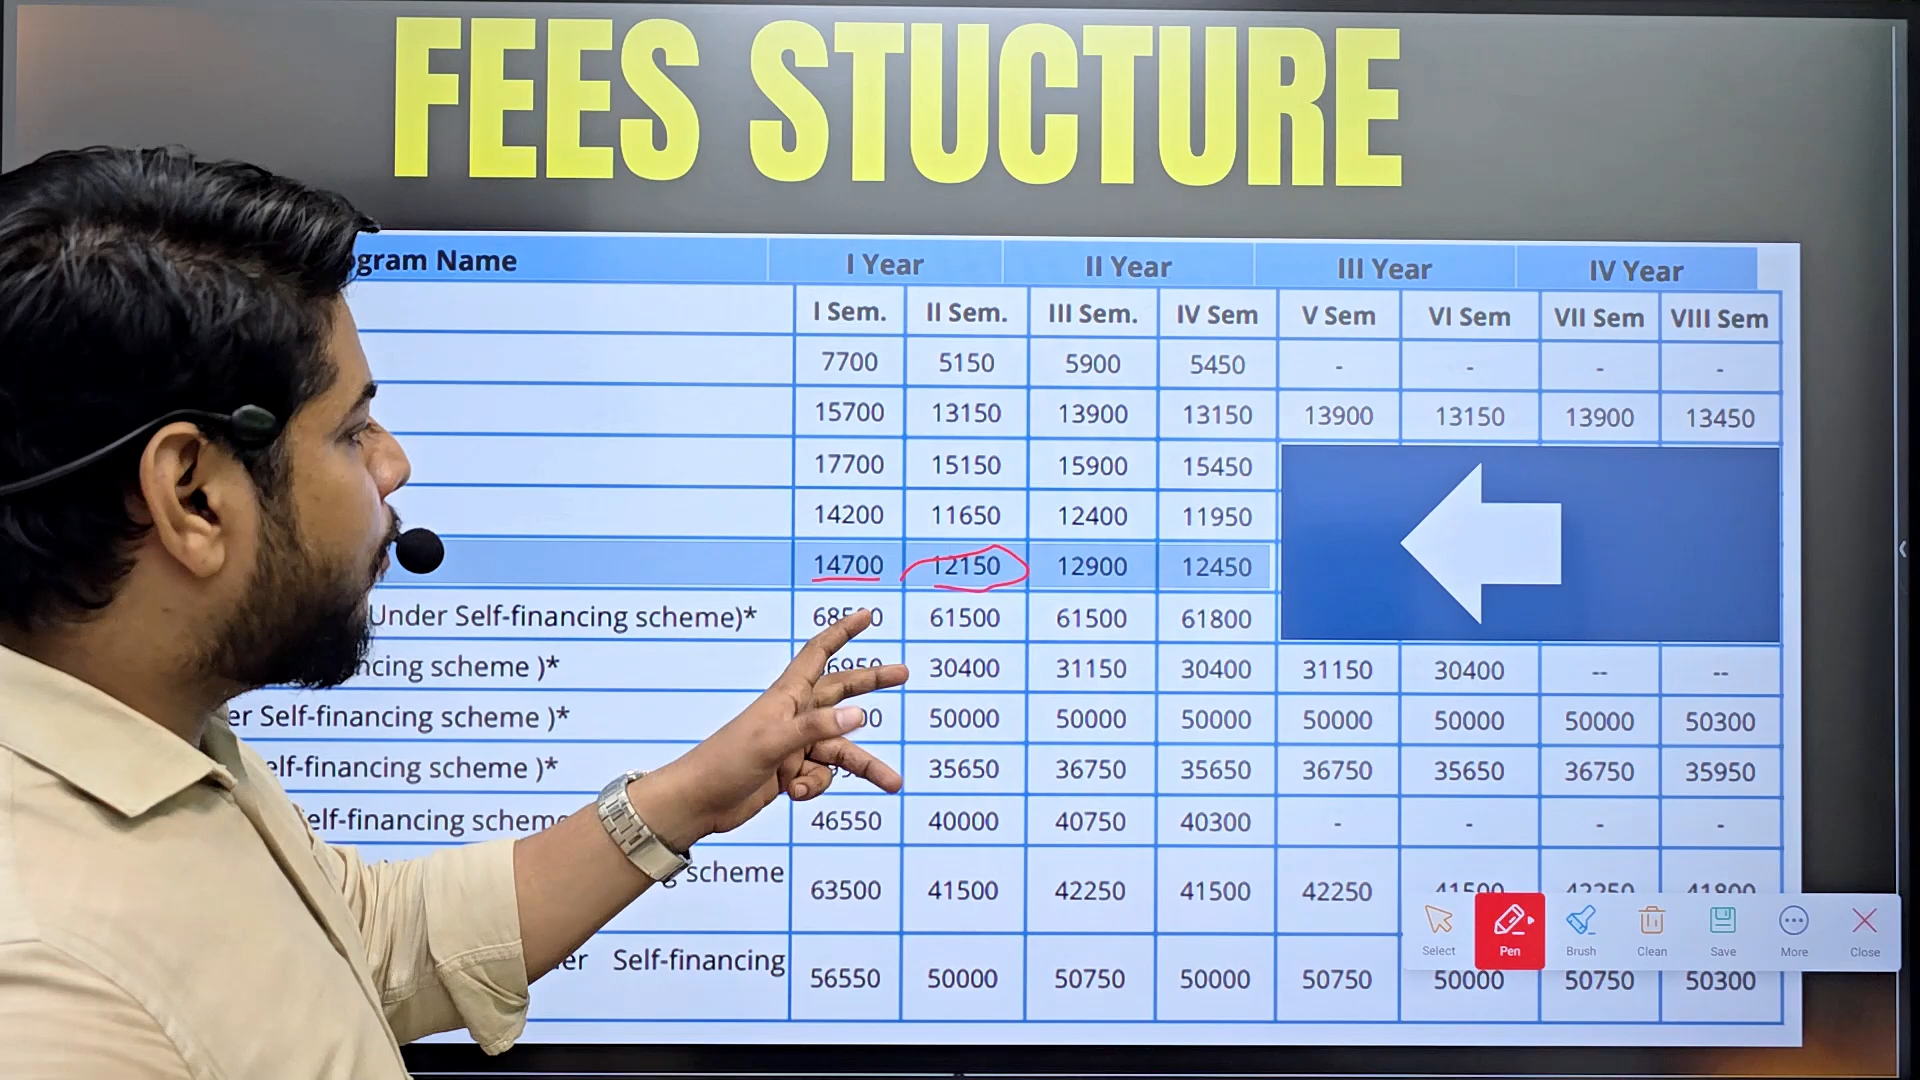 FEES STUCTURE
ogram Name I Year II Year III Year IV Year
I Sem. II Sem. III Sem. IV Sem V Sem VI Sem VII Sem VIII Sem
7700 5150 5900 5450 - - - -
15700 13150 13900 13150 13900 13150 13900 13450
17700 15150 15900 15450
14200 11650 12400 11950
14700 12150 12900 12450
Under Self-financing scheme)* 61500 61500 61800
ncing scheme )* 30400 31150 30400 31150 30400 -- --
er Self-financing scheme )* 50000 50000 50000 50000 50000 50000 50300
elf-financing scheme )* 35650 36750 35650 36750 35650 36750 35950
elf-financing scheme 46550 40000 40750 40300 - - - -
g scheme 63500 41500 42250 41500 42250 41500 42250 41800
er Self-financing 56550 50000 50750 50000 50750 50000 50750 50300
Select Pen Brush Clean Save More Close